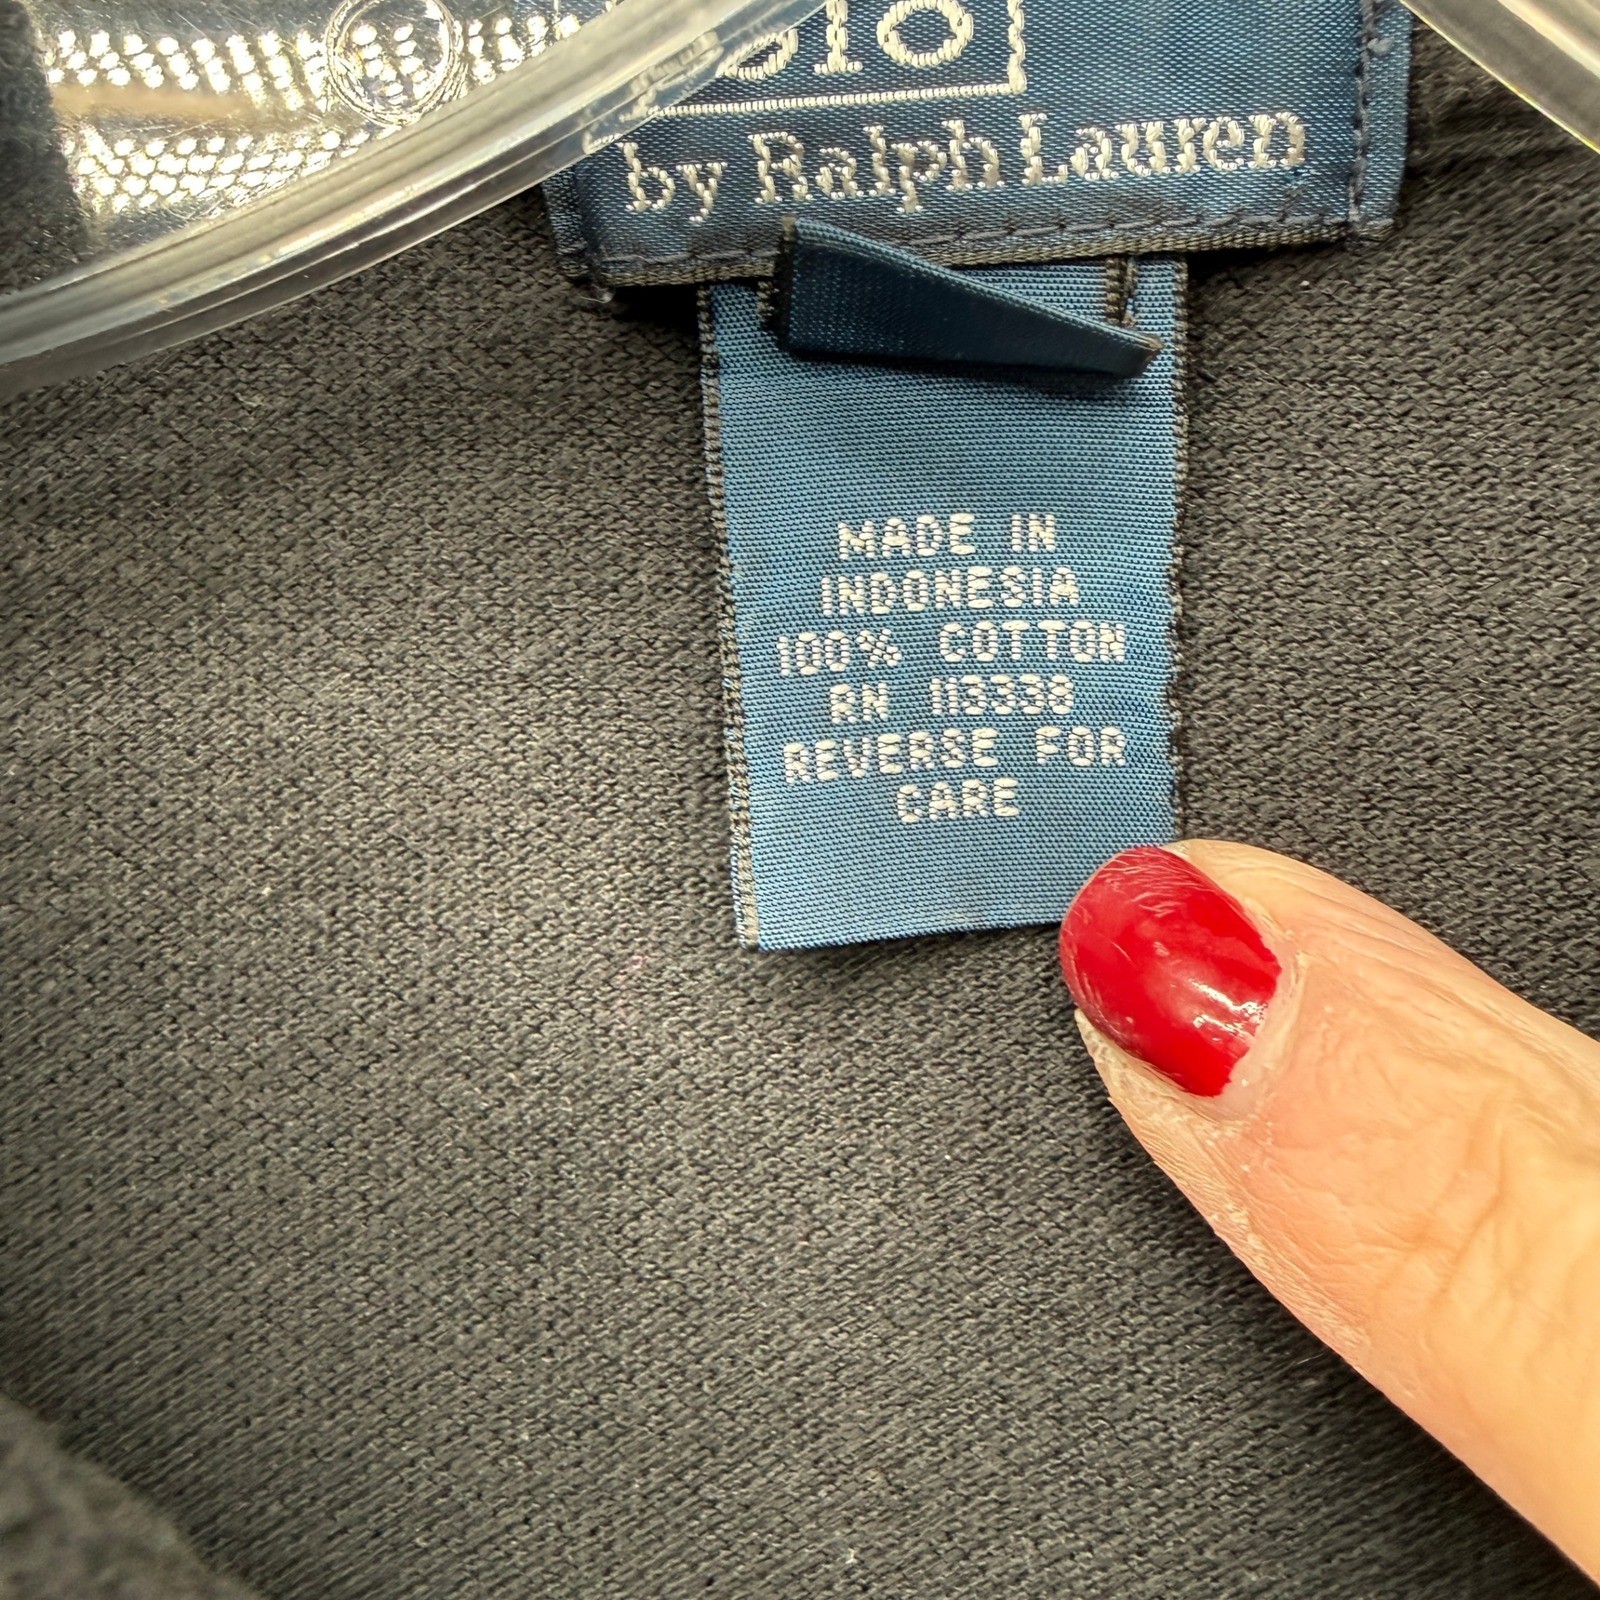 by Ralph Lauren
MADE IN
INDONESIA
100% COTTON
RN 113338
REVERSE FOR
CARE